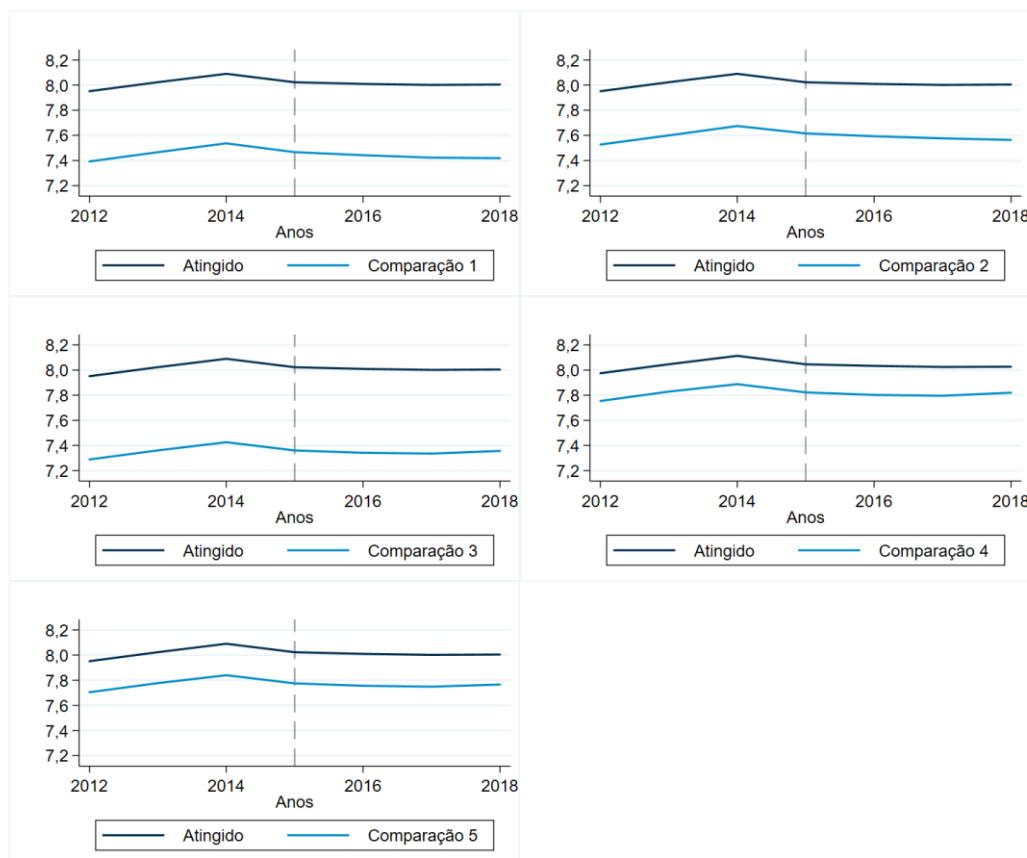 8,2
8,0
7,8
7,6
7,4
7,2
2012 2014 2016 2018
Anos
Atingido Comparação 1
8,2
8,0
7,8
7,6
7,4
7,2
2012 2014 2016 2018
Anos
Atingido Comparação 2
8,2
8,0
7,8
7,6
7,4
7,2
2012 2014 2016 2018
Anos
Atingido Comparação 3
8,2
8,0
7,8
7,6
7,4
7,2
2012 2014 2016 2018
Anos
Atingido Comparação 4
8,2
8,0
7,8
7,6
7,4
7,2
2012 2014 2016 2018
Anos
Atingido Comparação 5